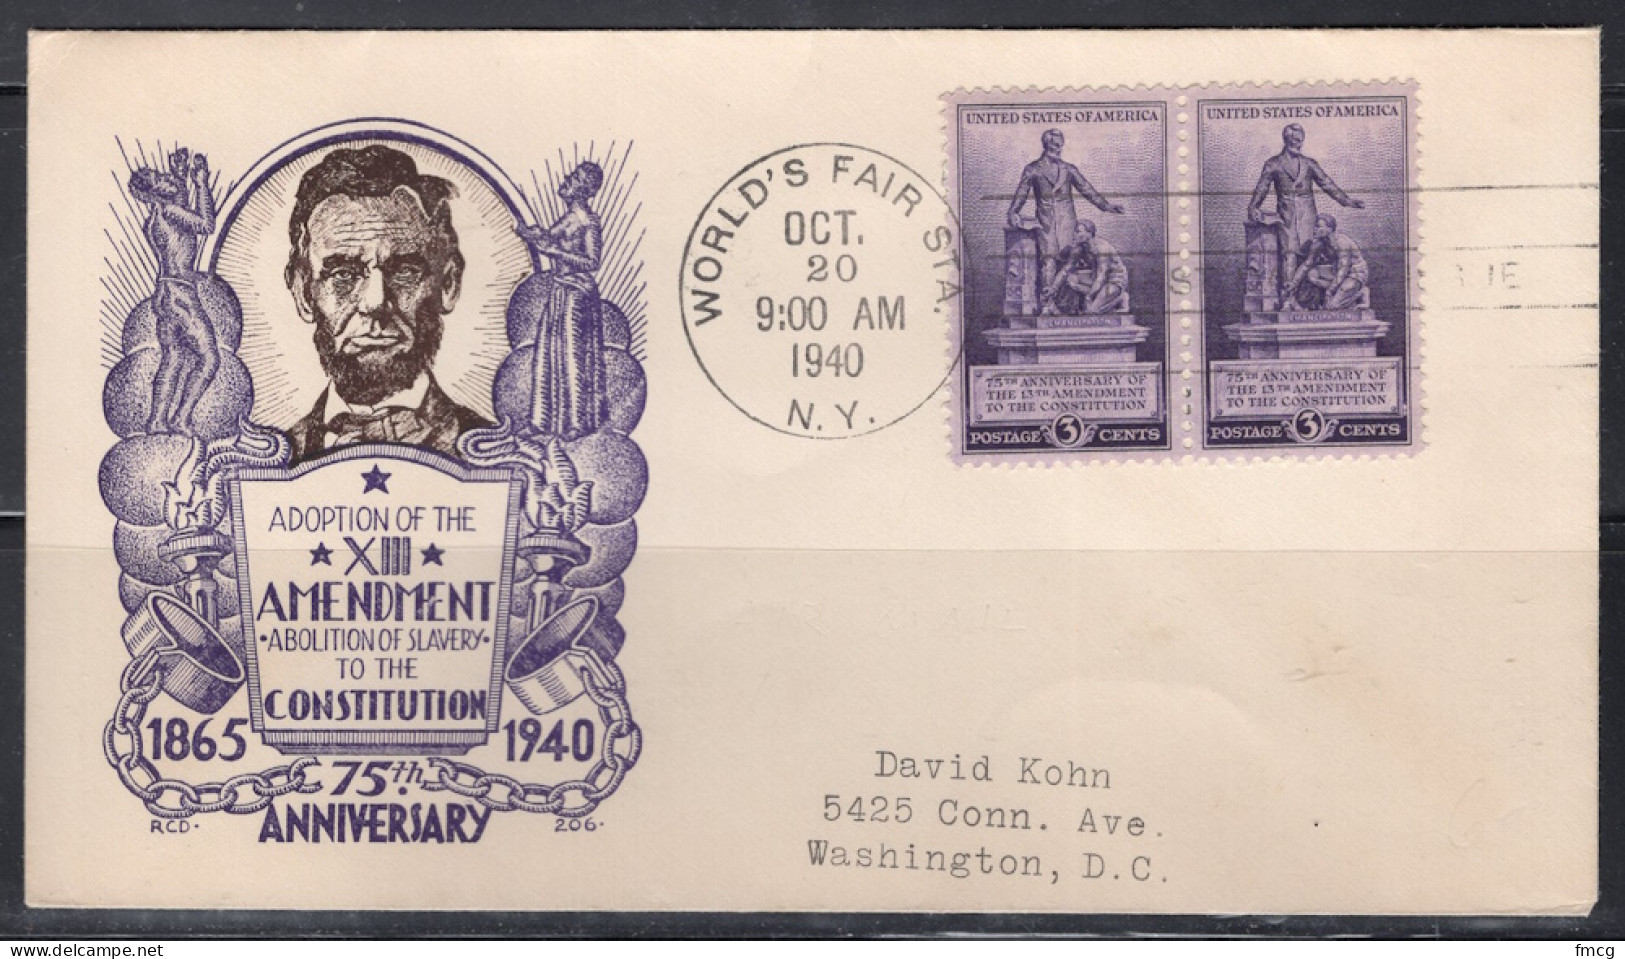 ADOPTION OF THE
XIII
AMENDMENT
·ABOLITION OF SLAVERY·
TO THE
CONSTITUTION
1865 1940
75th
ANNIVERSARY
RCD· 206·
WORLD'S FAIR STA.
OCT.
20
9:00 AM
1940
N.Y.
UNITED STATES OF AMERICA
EMANCIPATION
75TH ANNIVERSARY OF
THE 13TH AMENDMENT
TO THE CONSTITUTION
POSTAGE 3 CENTS
UNITED STATES OF AMERICA
EMANCIPATION
75TH ANNIVERSARY OF
THE 13TH AMENDMENT
TO THE CONSTITUTION
POSTAGE 3 CENTS
David Kohn
5425 Conn. Ave.
Washington, D.C.
www.delcampe.net
fmcg